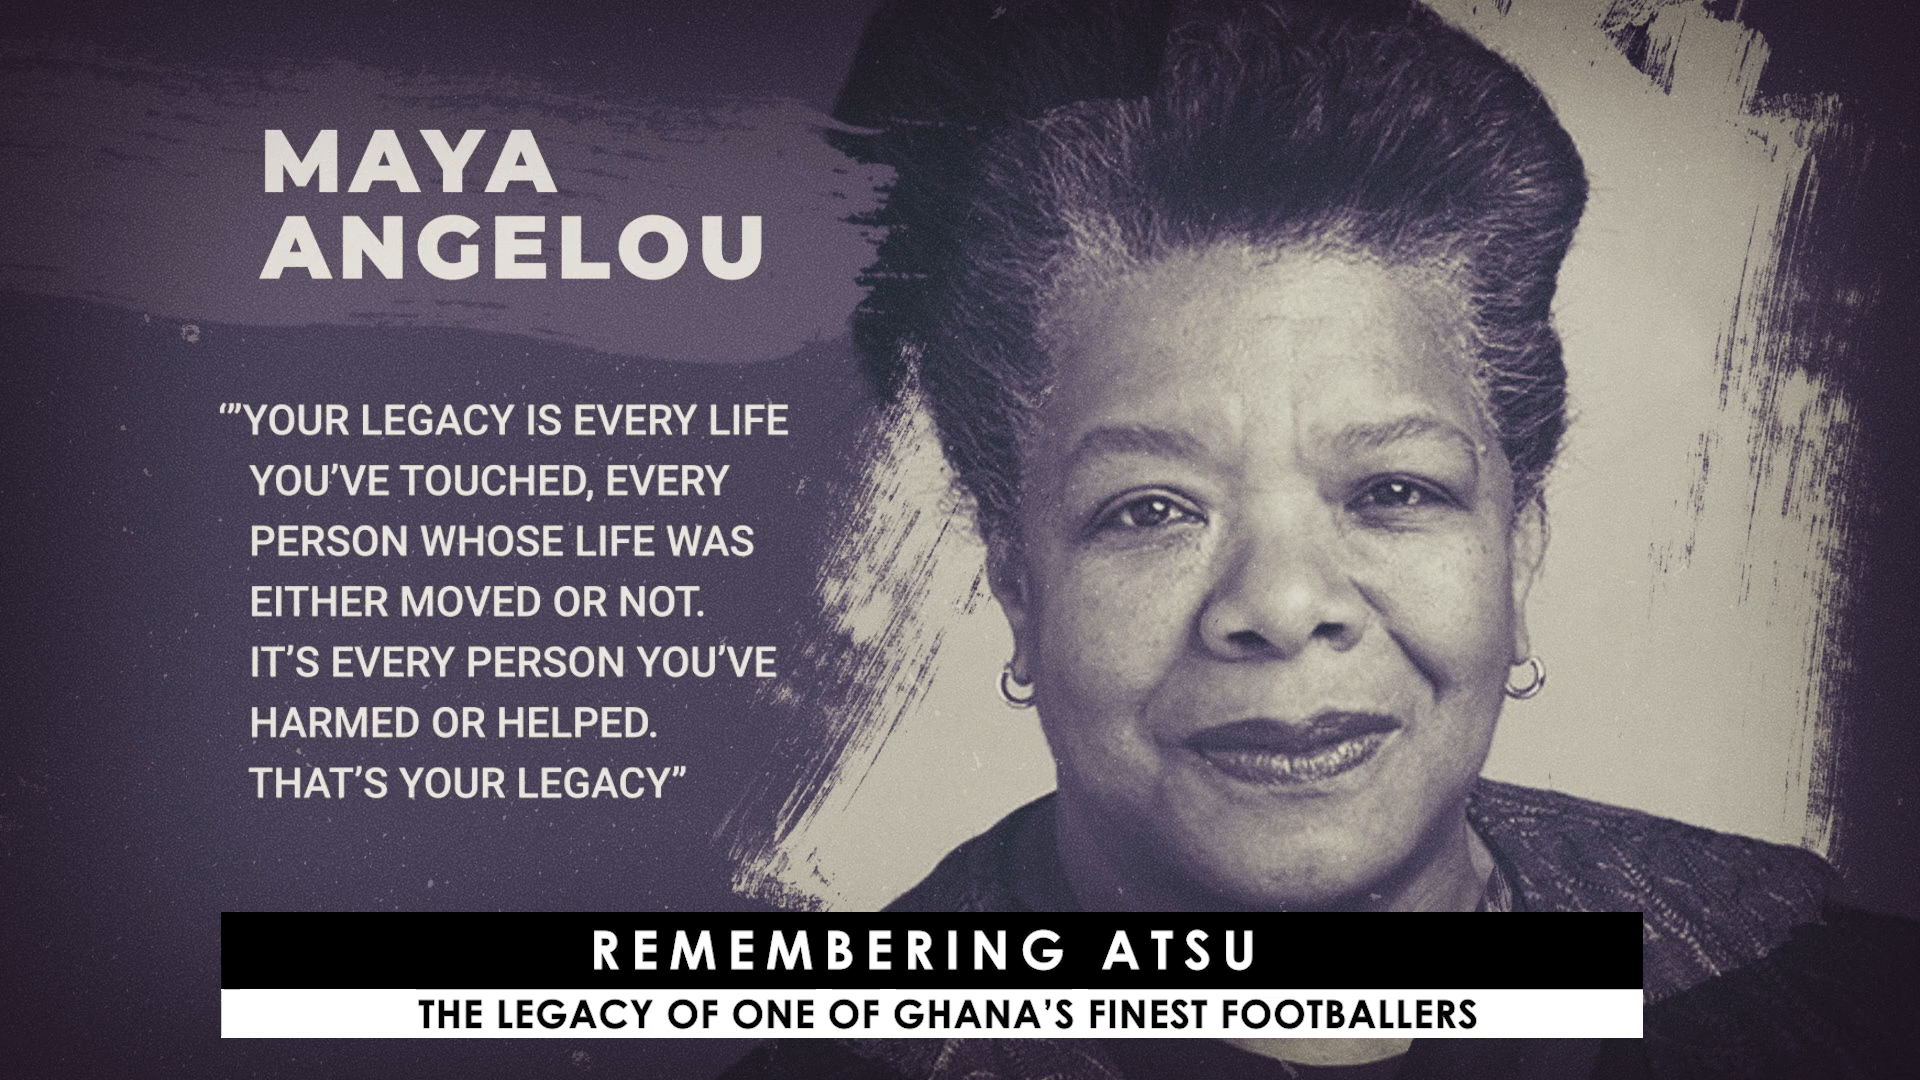 MAYA
ANGELOU
‘”YOUR LEGACY IS EVERY LIFE
YOU’VE TOUCHED, EVERY
PERSON WHOSE LIFE WAS
EITHER MOVED OR NOT.
IT’S EVERY PERSON YOU’VE
HARMED OR HELPED.
THAT’S YOUR LEGACY”
REMEMBERING ATSU
THE LEGACY OF ONE OF GHANA’S FINEST FOOTBALLERS